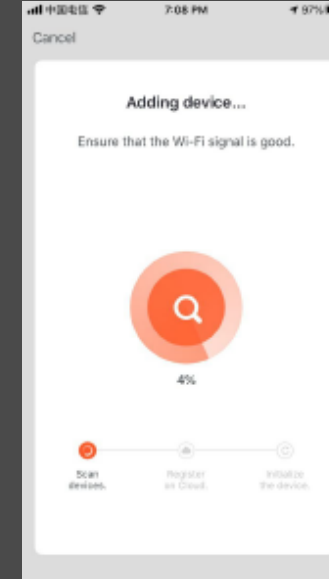 中国电信 7:08 PM 97%
Cancel
Adding device...
Ensure that the Wi-Fi signal is good.
4%
Scan devices.
Register on Cloud.
Initialize the device.